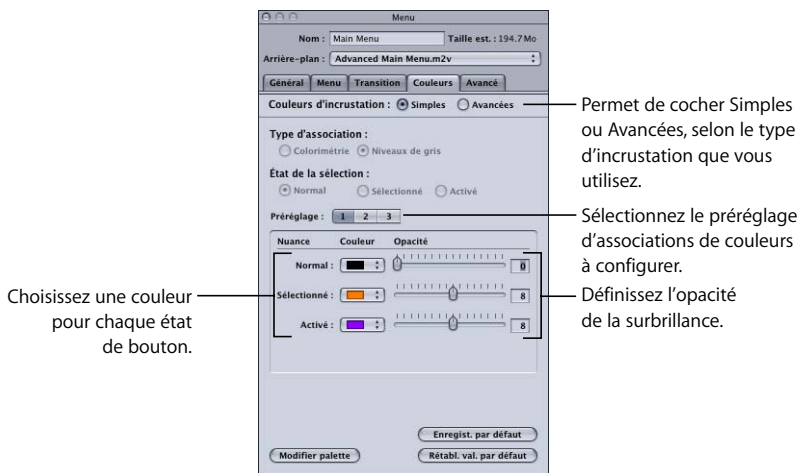 Menu
Nom : Main Menu Taille est. : 194.7 Mo
Arrière-plan : Advanced Main Menu.m2v
Général Menu Transition Couleurs Avancé
Couleurs d'incrustation : Simples Avancées
Permet de cocher Simples
ou Avancées, selon le type
d'incrustation que vous
utilisez.
Type d'association :
Colorimétrie Niveaux de gris
État de la sélection :
Normal Sélectionné Activé
Préréglage : 1 2 3
Sélectionnez le préréglage
d'associations de couleurs
à configurer.
Nuance Couleur Opacité
Normal : 0
Sélectionné : 8
Activé : 8
Définissez l'opacité
de la surbrillance.
Choisissez une couleur
pour chaque état
de bouton.
Enregist. par défaut
Modifier palette Rétabl. val. par défaut